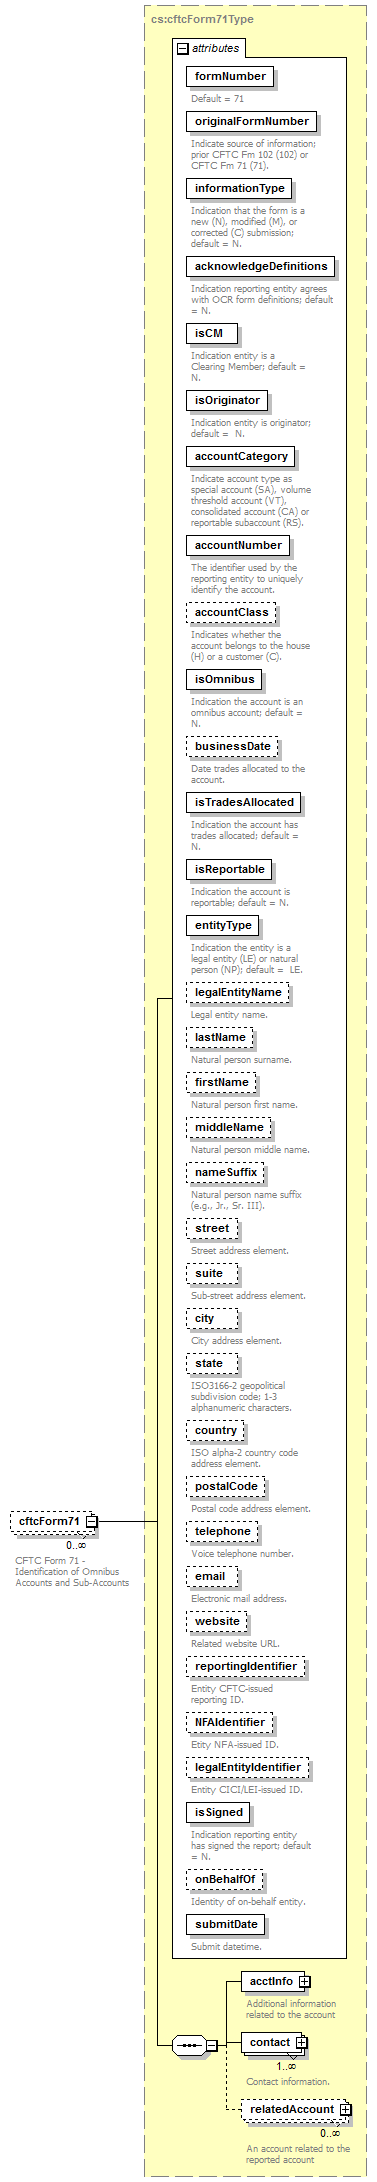 cs:cftcForm71Type
attributes
formNumber
Default = 71
originalFormNumber
Indicate source of information;
prior CFTC Fm 102 (102) or
CFTC Fm 71 (71).
informationType
Indication that the form is a
new (N), modified (M), or
corrected (C) submission;
default = N.
acknowledgeDefinitions
Indication reporting entity agrees
with OCR form definitions; default
= N.
isCM
Indication entity is a
Clearing Member; default =
N.
isOriginator
Indication entity is originator;
default =  N.
accountCategory
Indicate account type as
special account (SA), volume
threshold account (VT),
consolidated account (CA) or
reportable subaccount (RS).
accountNumber
The identifier used by the
reporting entity to uniquely
identify the account.
accountClass
Indicates whether the
account belongs to the house
(H) or a customer (C).
isOmnibus
Indication the account is an
omnibus account; default =
N.
businessDate
Date trades allocated to the
account.
isTradesAllocated
Indication the account has
trades allocated; default =
N.
isReportable
Indication the account is
reportable; default = N.
entityType
Indication the entity is a
legal entity (LE) or natural
person (NP); default =  LE.
legalEntityName
Legal entity name.
lastName
Natural person surname.
firstName
Natural person first name.
middleName
Natural person middle name.
nameSuffix
Natural person name suffix
(e.g., Jr., Sr. III).
street
Street address element.
suite
Sub-street address element.
city
City address element.
state
ISO3166-2 geopolitical
subdivision code; 1-3
alphanumeric characters.
country
ISO alpha-2 country code
address element.
postalCode
Postal code address element.
telephone
Voice telephone number.
email
Electronic mail address.
website
Related website URL.
reportingIdentifier
Entity CFTC-issued
reporting ID.
NFAIdentifier
Etity NFA-issued ID.
legalEntityIdentifier
Entity CICI/LEI-issued ID.
isSigned
Indication reporting entity
has signed the report; default
= N.
onBehalfOf
Identity of on-behalf entity.
submitDate
Submit datetime.
cftcForm71
0..∞
CFTC Form 71 -
Identification of Omnibus
Accounts and Sub-Accounts
acctInfo
Additional information
related to the account
contact
1..∞
Contact information.
relatedAccount
0..∞
An account related to the
reported account